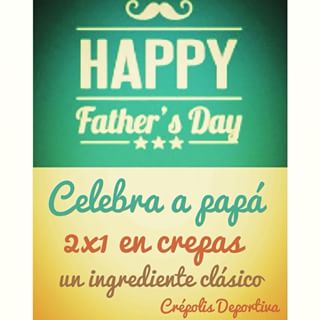 HAPPY
Father's Day
Celebra a papá
2x1 en crepas
un ingrediente clásico
Crépolis Deportiva